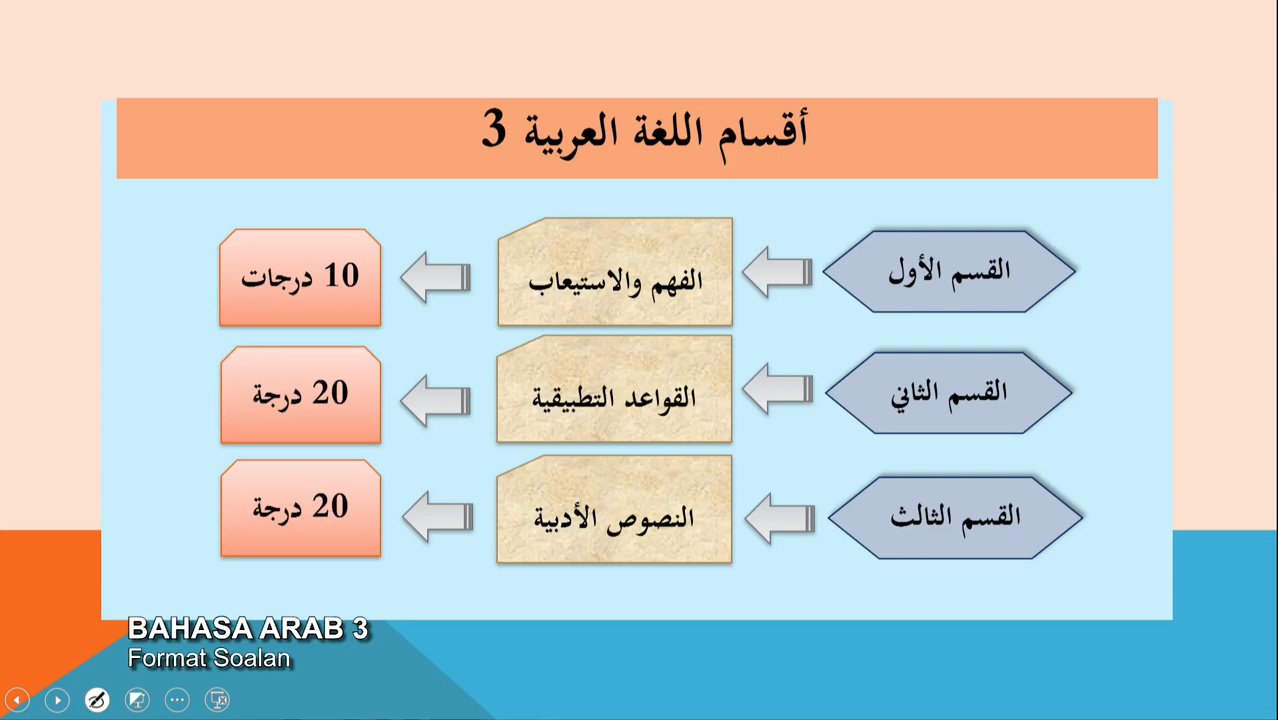 أقسام اللغة العربية 3
القسم الأول
الفهم والاستيعاب
10 درجات
القسم الثاني
القواعد التطبيقية
20 درجة
القسم الثالث
النصوص الأدبية
20 درجة
BAHASA ARAB 3
Format Soalan